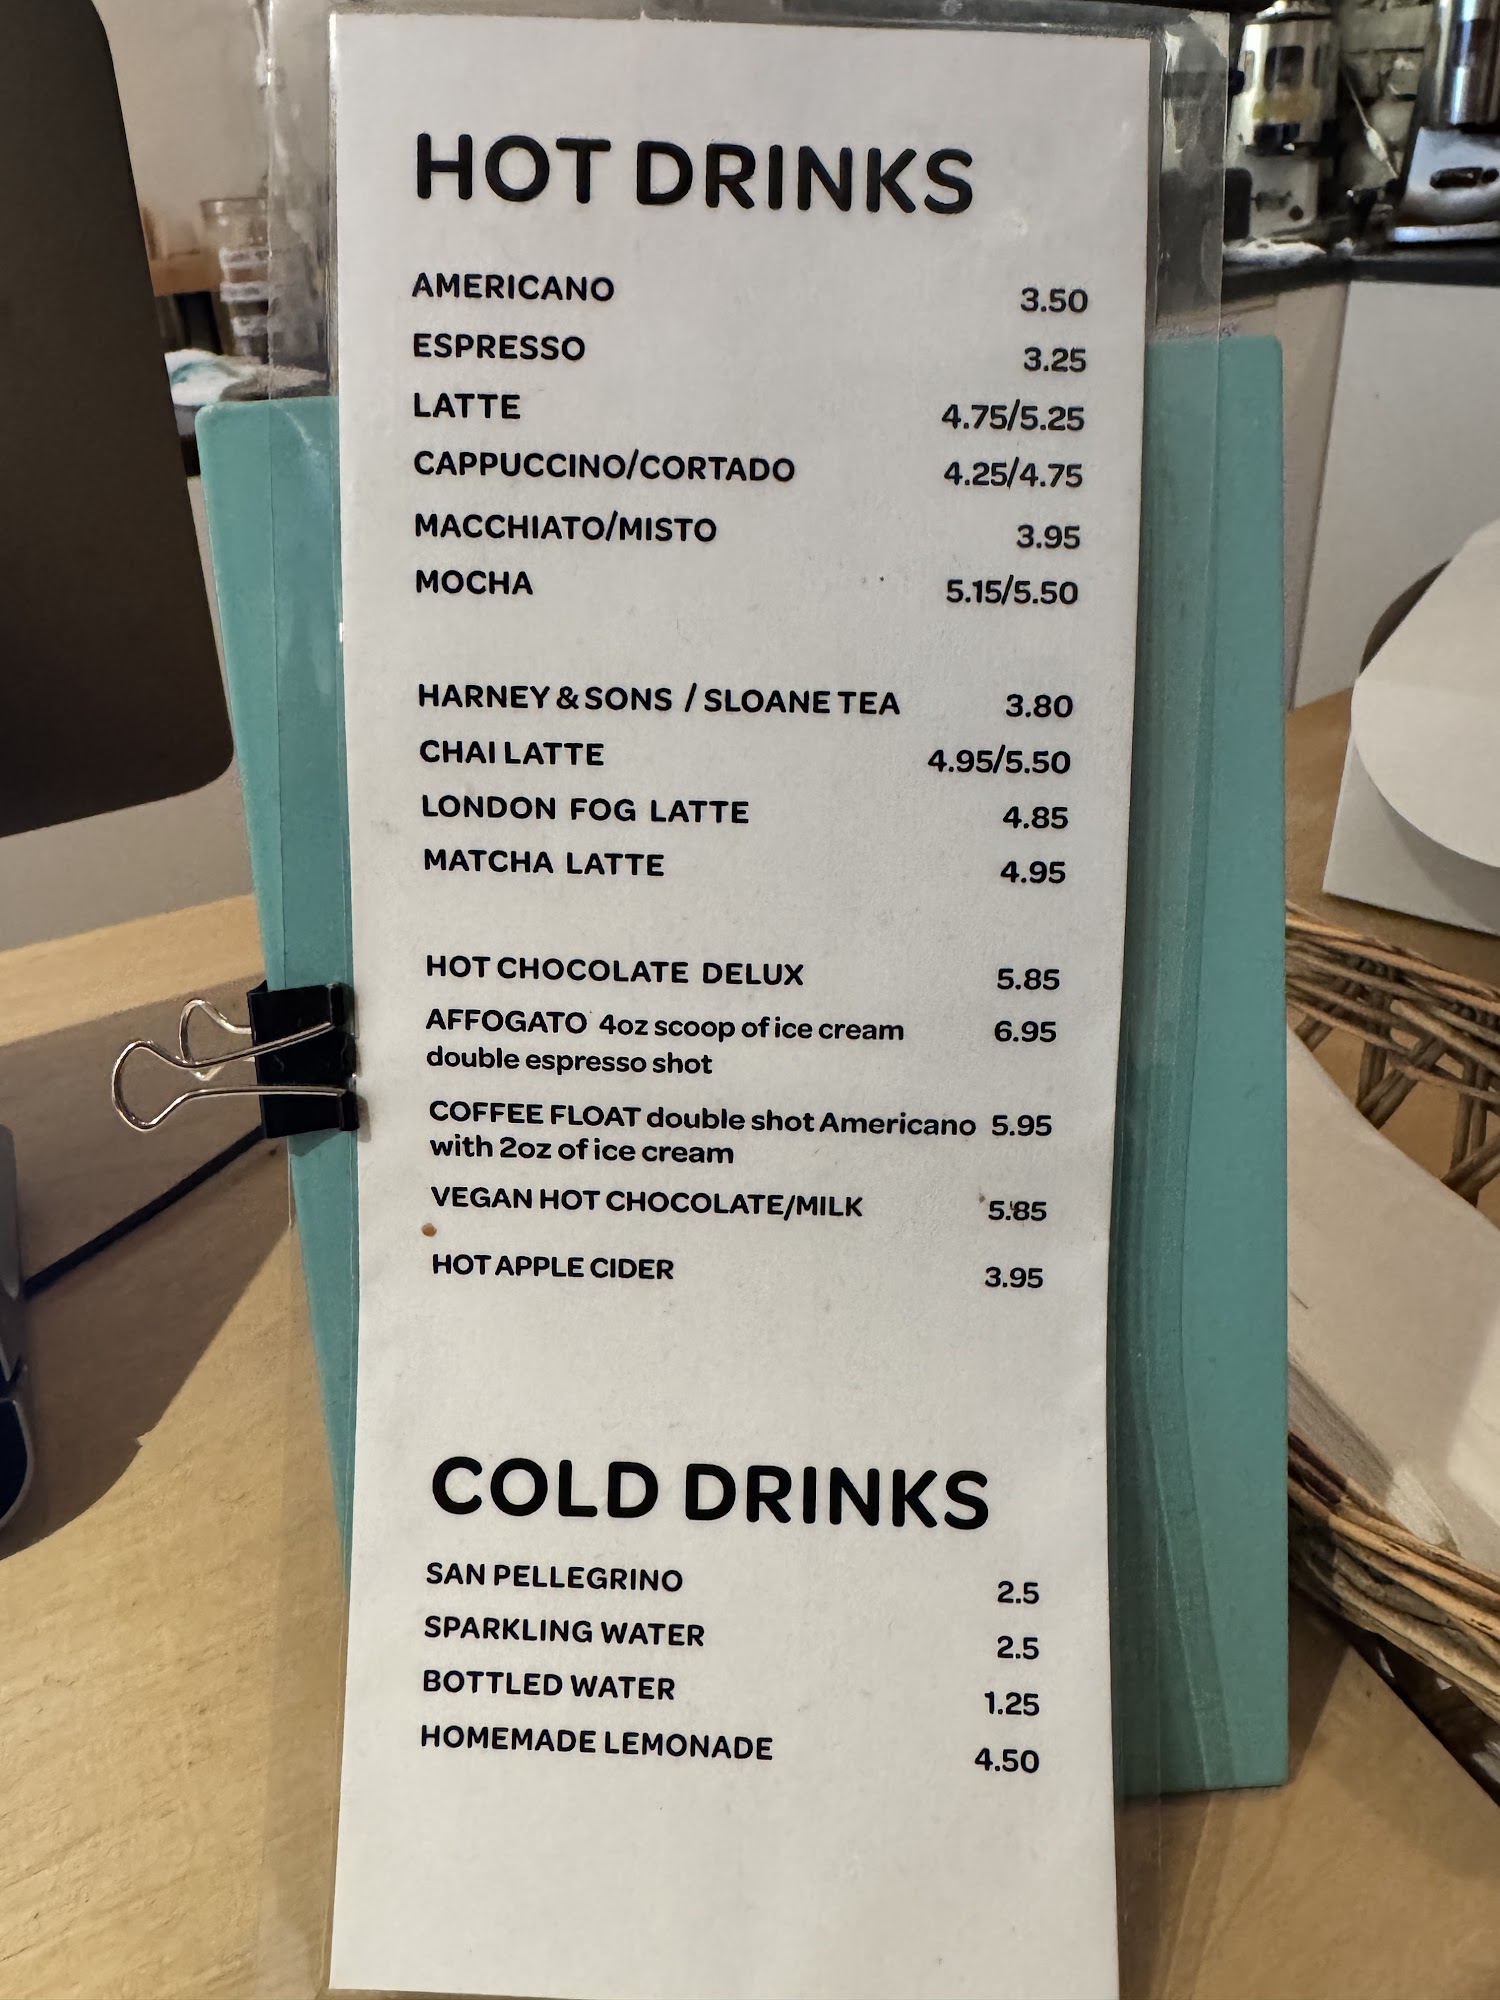 HOT DRINKS
AMERICANO 3.50
ESPRESSO 3.25
LATTE 4.75/5.25
CAPPUCCINO/CORTADO 4.25/4.75
MACCHIATO/MISTO 3.95
MOCHA 5.15/5.50
HARNEY & SONS / SLOANE TEA 3.80
CHAI LATTE 4.95/5.50
LONDON FOG LATTE 4.85
MATCHA LATTE 4.95
HOT CHOCOLATE DELUX 5.85
AFFOGATO 4oz scoop of ice cream 6.95
double espresso shot
COFFEE FLOAT double shot Americano 5.95
with 2oz of ice cream
VEGAN HOT CHOCOLATE/MILK 5.85
HOT APPLE CIDER 3.95
COLD DRINKS
SAN PELLEGRINO 2.5
SPARKLING WATER 2.5
BOTTLED WATER 1.25
HOMEMADE LEMONADE 4.50